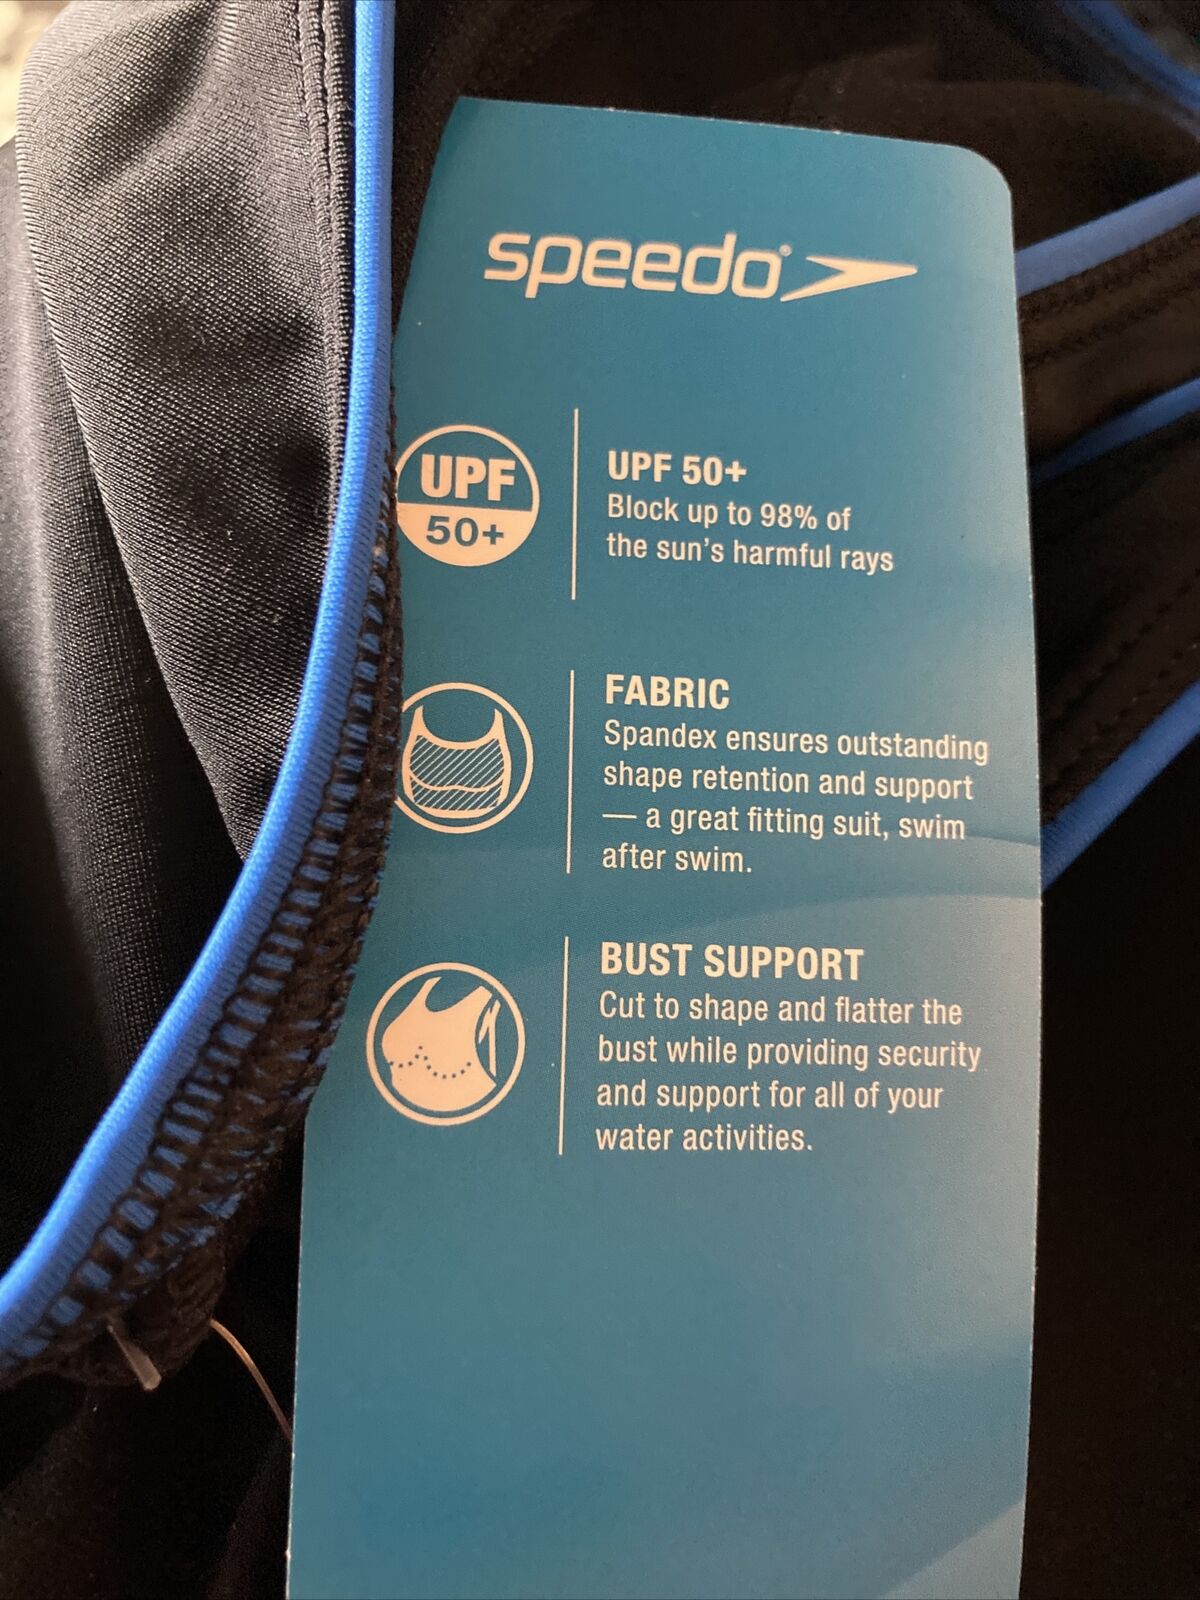 speedo®
UPF
50+
UPF 50+
Block up to 98% of
the sun's harmful rays
FABRIC
Spandex ensures outstanding
shape retention and support
— a great fitting suit, swim
after swim.
BUST SUPPORT
Cut to shape and flatter the
bust while providing security
and support for all of your
water activities.